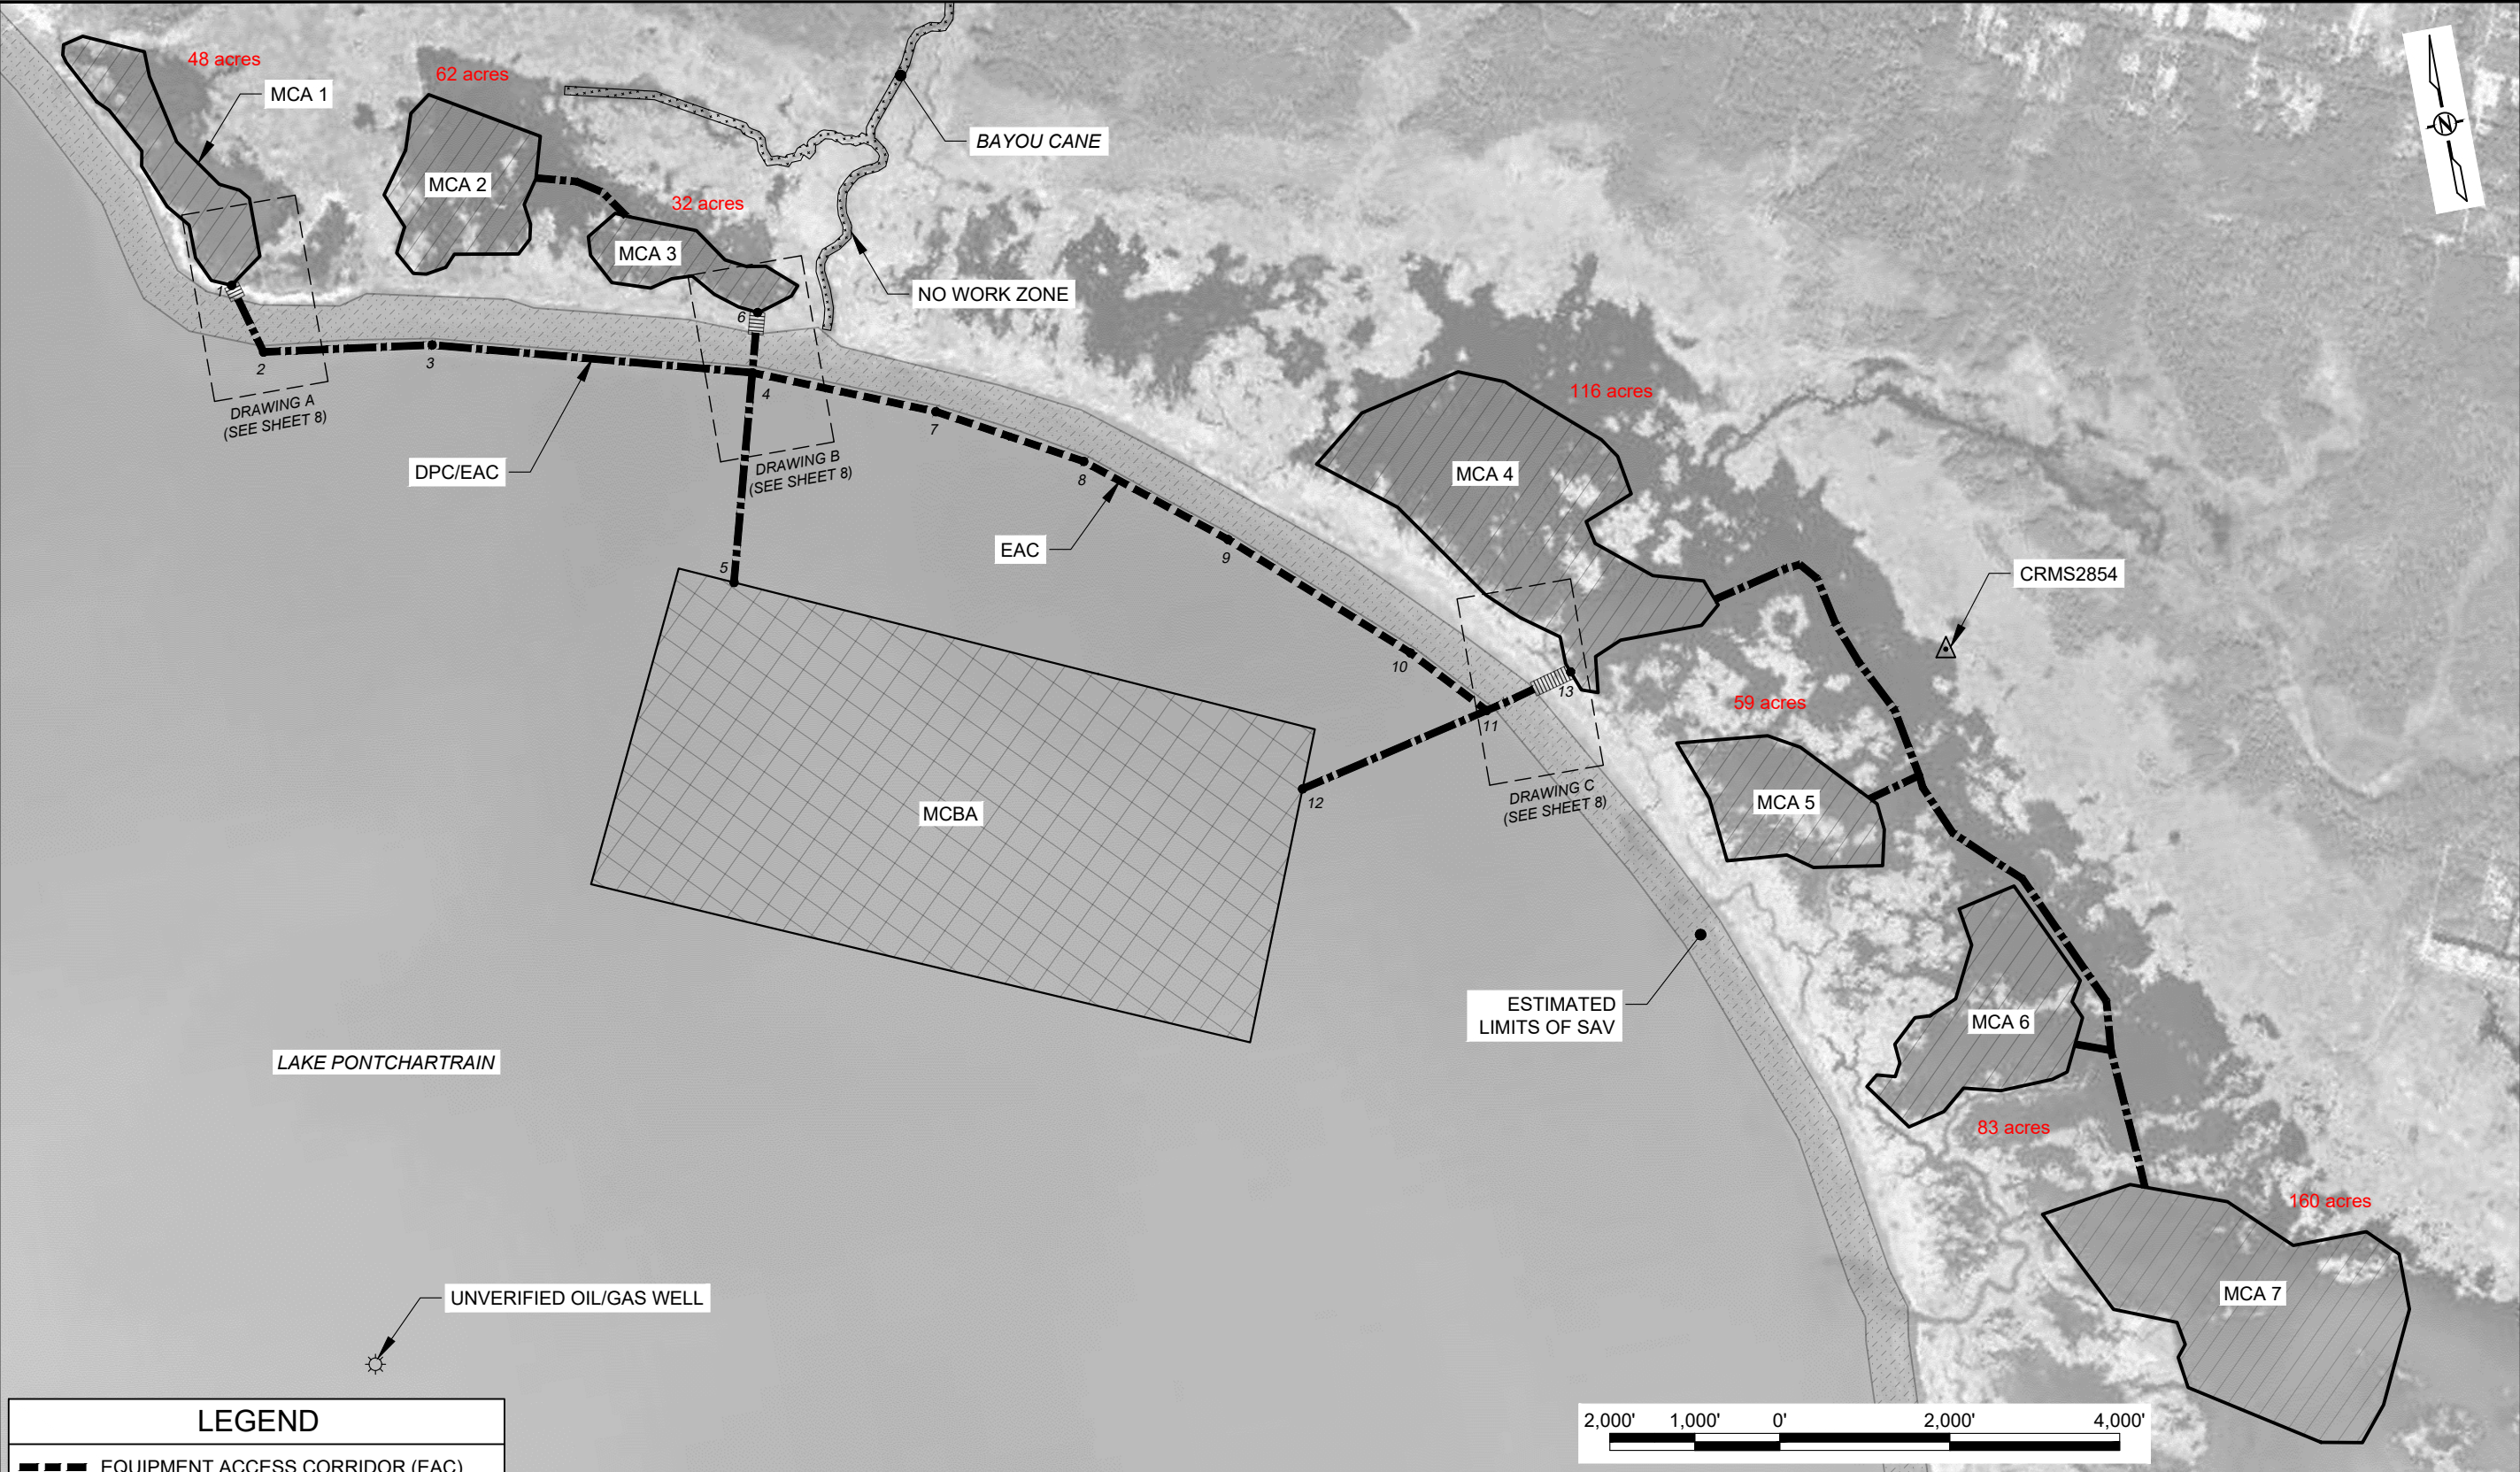 48 acres
MCA 1
62 acres
MCA 2
32 acres
MCA 3
BAYOU CANE
NO WORK ZONE
N
1
2
3
4
5
6
7
8
9
10
11
12
13
DRAWING A
(SEE SHEET 8)
DPC/EAC
DRAWING B
(SEE SHEET 8)
EAC
116 acres
MCA 4
CRMS2854
59 acres
MCA 5
DRAWING C
(SEE SHEET 8)
MCBA
ESTIMATED
LIMITS OF SAV
MCA 6
83 acres
LAKE PONTCHARTRAIN
160 acres
MCA 7
UNVERIFIED OIL/GAS WELL
LEGEND
EQUIPMENT ACCESS CORRIDOR (EAC)
2,000' 1,000' 0' 2,000' 4,000'